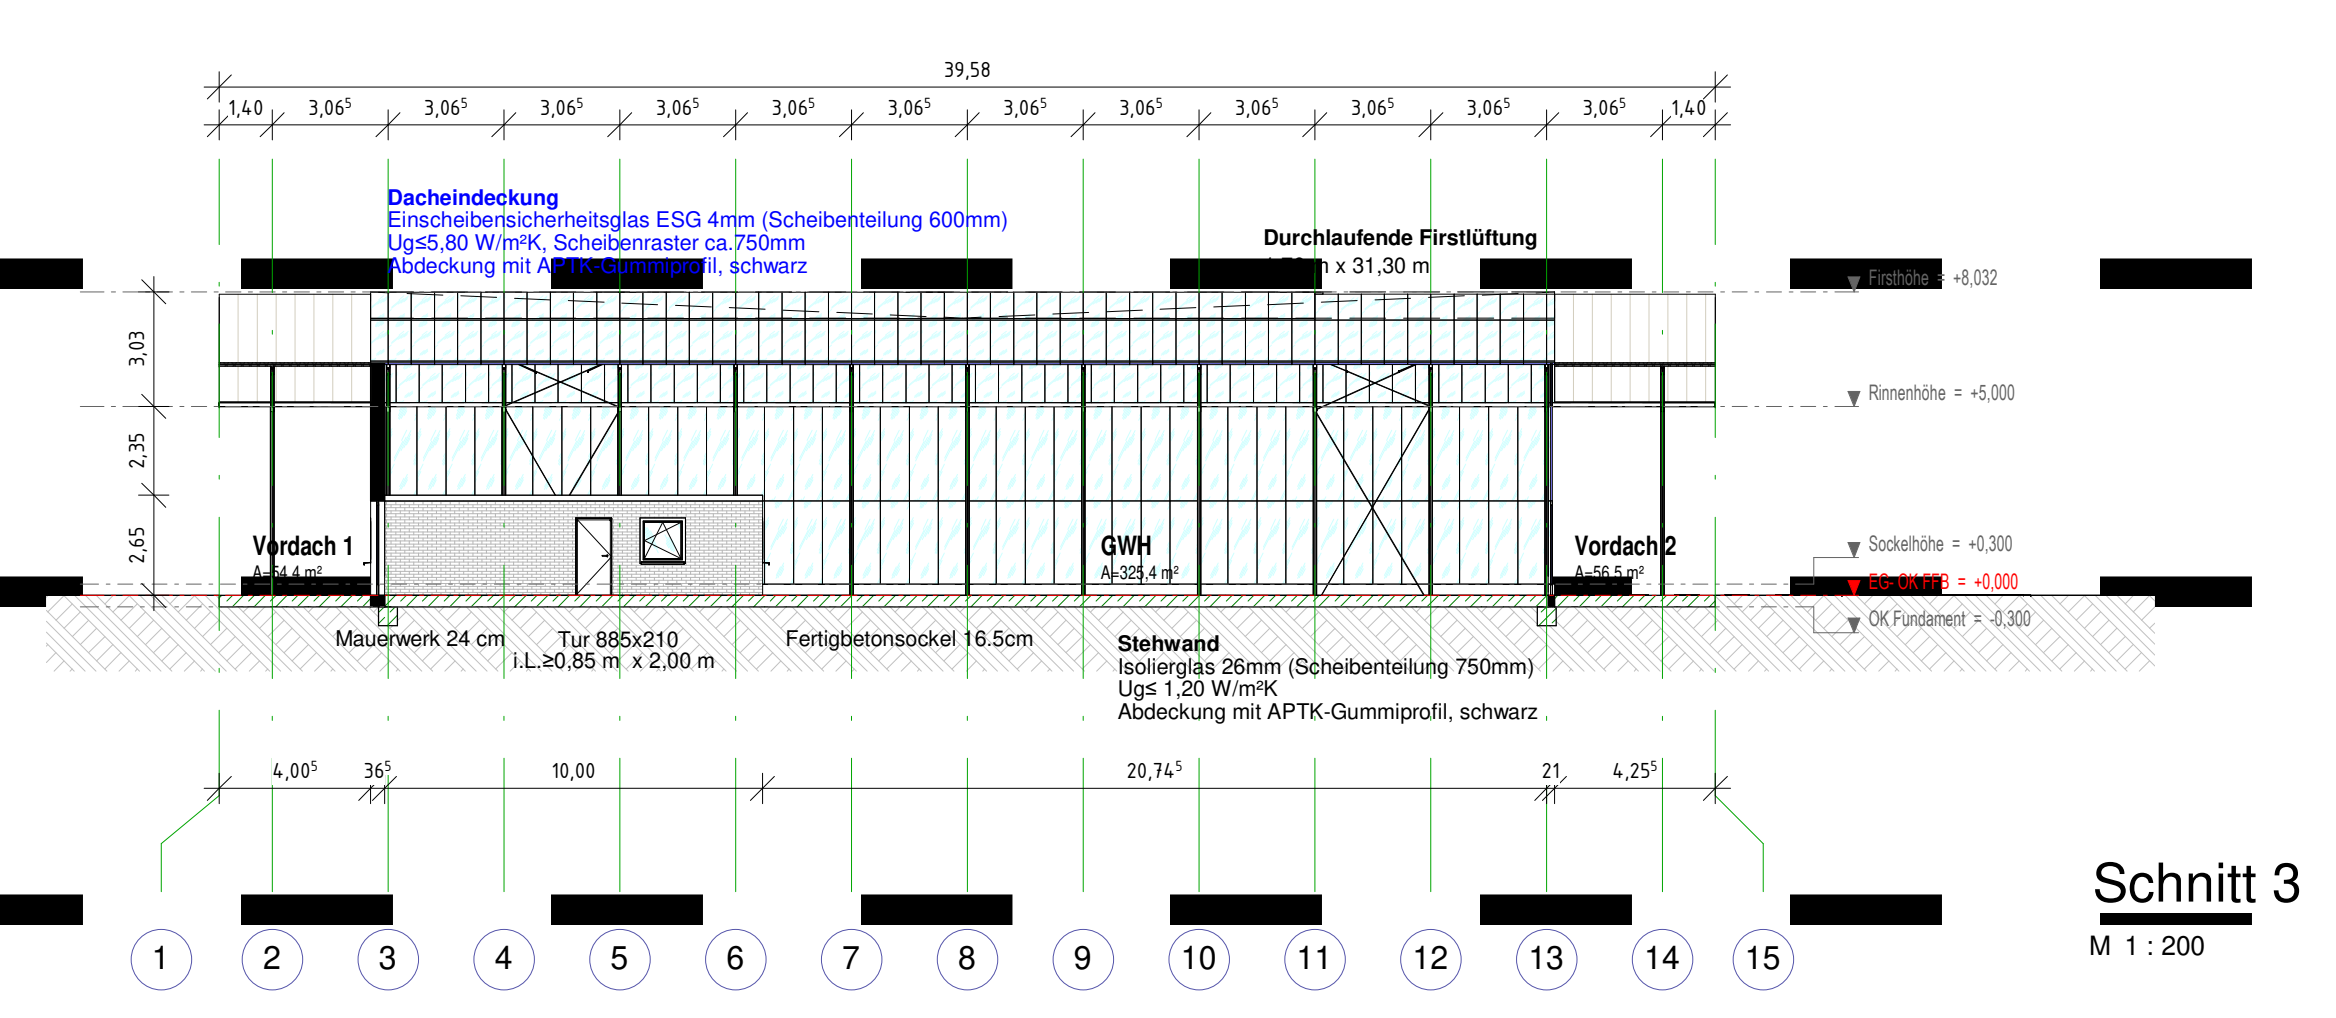 39,58
1,40 3,06⁵ 3,06⁵ 3,06⁵ 3,06⁵ 3,06⁵ 3,06⁵ 3,06⁵ 3,06⁵ 3,06⁵ 3,06⁵ 3,06⁵ 3,06⁵ 1,40
Dacheindeckung
Einscheibensicherheitsglas ESG 4mm (Scheibenteilung 600mm)
Ug≤5,80 W/m²K, Scheibenraster ca.750mm
Abdeckung mit APTK-Gummiprofil, schwarz
Durchlaufende Firstlüftung
x 31,30 m
Firsthöhe = +8,032
3,03
Rinnenhöhe = +5,000
2,35
2,65
Vordach 1
A=54,4 m²
GWH
A=325,4 m²
Vordach 2
A=56,5 m²
Sockelhöhe = +0,300
EG- OK FFB = +0,000
OK Fundament = -0,300
Mauerwerk 24 cm
Tur 885x210
i.L.≥0,85 m x 2,00 m
Fertigbetonsockel 16.5cm
Stehwand
Isolierglas 26mm (Scheibenteilung 750mm)
Ug≤ 1,20 W/m²K
Abdeckung mit APTK-Gummiprofil, schwarz
4,00⁵ 36⁵ 10,00 20,74⁵ 21 4,25⁵
Schnitt 3
M 1 : 200
1 2 3 4 5 6 7 8 9 10 11 12 13 14 15